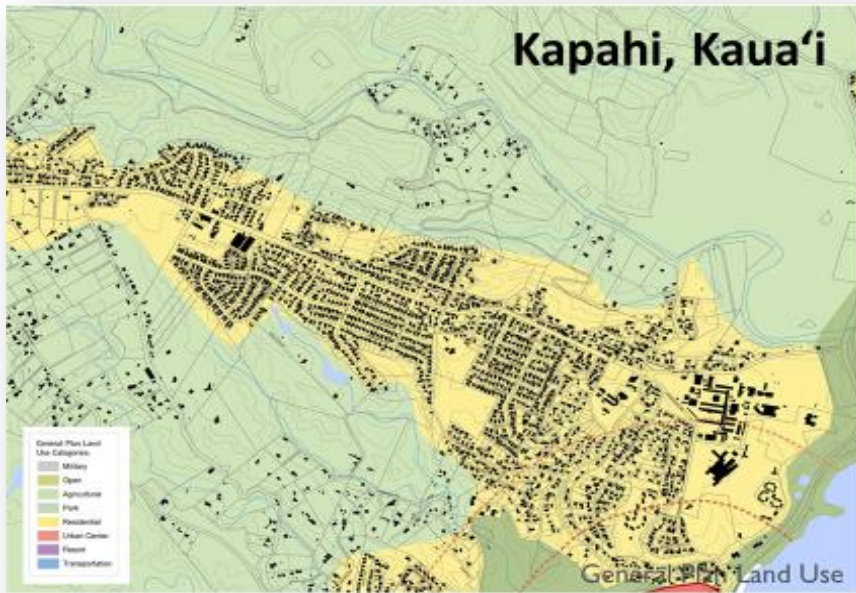 Kapahi, Kauaʻi
General Plan Land
Use Categories:
Military
Open
Agricultural
Park
Residential
Urban Center
Resort
Transportation
General Plan Land Use